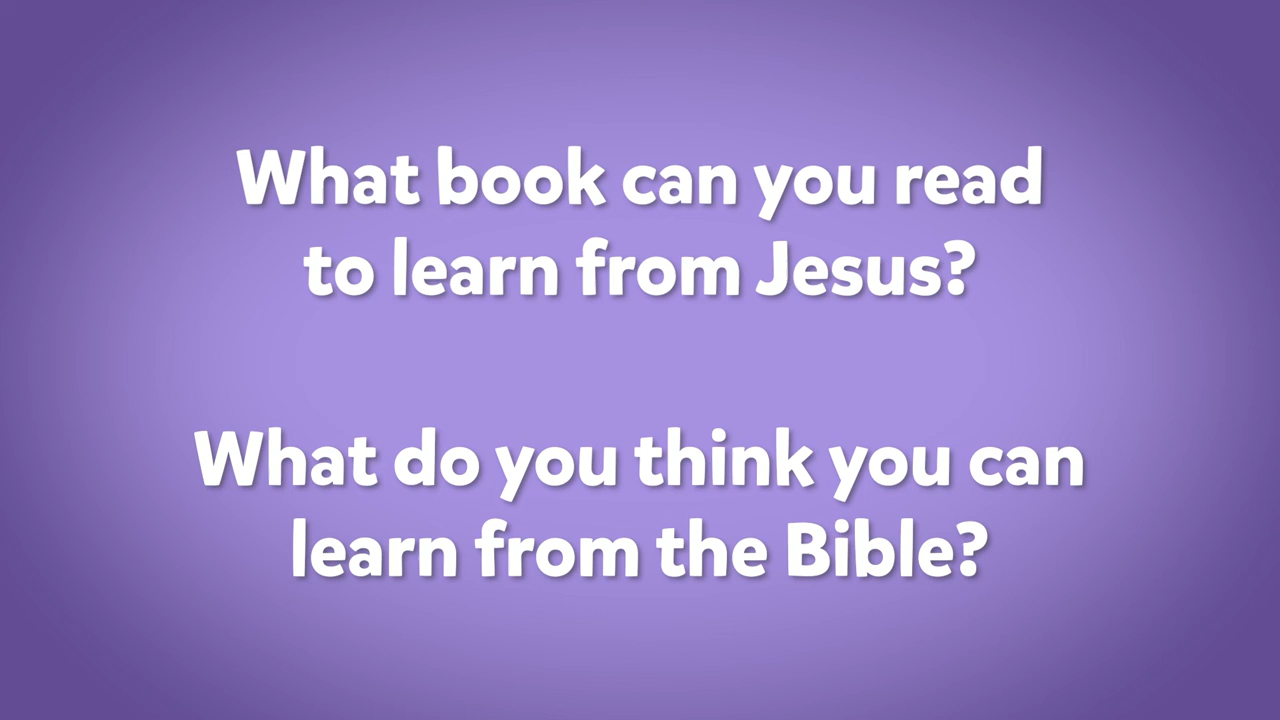 What book can you read
to learn from Jesus?
What do you think you can
learn from the Bible?